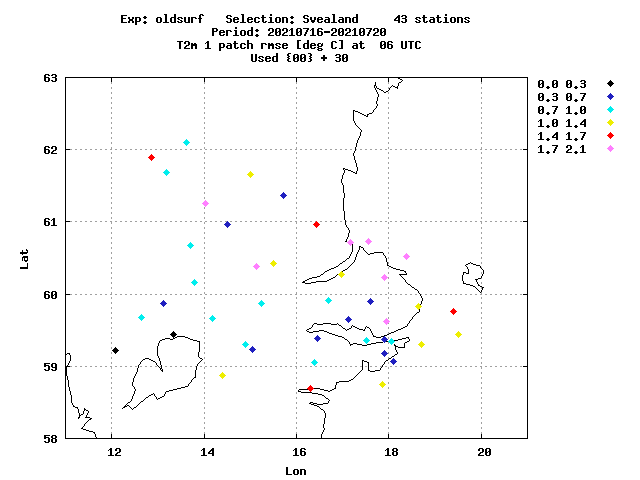 Exp: oldsurf Selection: Svealand 43 stations
Period: 20210716-20210720
T2m 1 patch rmse [deg C] at 06 UTC
Used {00} + 30
0.0 0.3
0.3 0.7
0.7 1.0
1.0 1.4
1.4 1.7
1.7 2.1
63
62
61
60
59
58
Lat
12 14 16 18 20
Lon